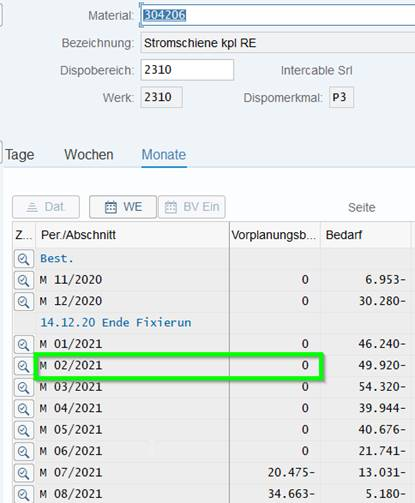 Material: 304206
Bezeichnung: Stromschiene kpl RE
Dispobereich: 2310 Intercable Srl
Werk: 2310 Dispomerkmal: P3
Tage Wochen Monate
Dat. WE BV Ein Seite
Z... Per./Abschnitt Vorplanungsb... Bedarf
Best.
M 11/2020 0 6.953-
M 12/2020 0 30.280-
14.12.20 Ende Fixierun
M 01/2021 0 46.240-
M 02/2021 0 49.920-
M 03/2021 0 54.320-
M 04/2021 0 39.944-
M 05/2021 0 40.676-
M 06/2021 0 21.741-
M 07/2021 20.475- 13.031-
M 08/2021 34.663- 5.180-